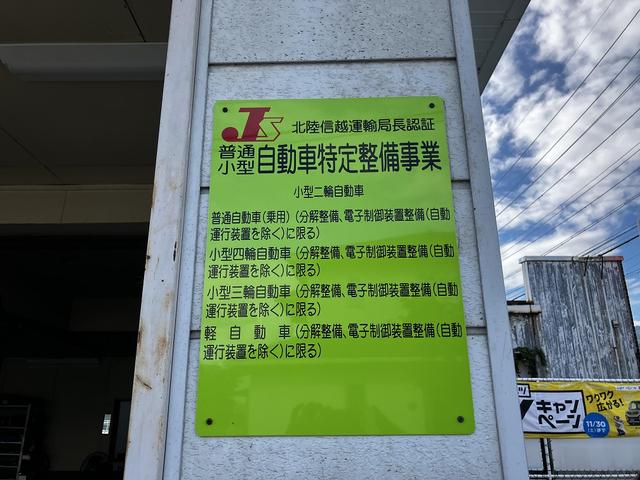 JS
北陸信越運輸局長認証
普通
小型 自動車特定整備事業
小型二輪自動車
普通自動車(乗用)(分解整備、電子制御装置整備(自動
運行装置を除く)に限る)
小型四輪自動車(分解整備、電子制御装置整備(自動
運行装置を除く)に限る)
小型三輪自動車(分解整備、電子制御装置整備(自動
運行装置を除く)に限る)
軽自動車(分解整備、電子制御装置整備(自動
運行装置を除く)に限る)
キャン
ペーン
ワクワク
広がる!
11/30
(土)まで